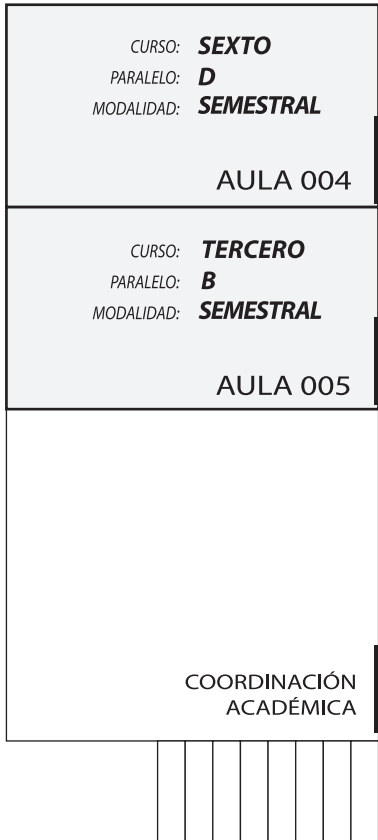 CURSO: SEXTO
PARALELO: D
MODALIDAD: SEMESTRAL
AULA 004
CURSO: TERCERO
PARALELO: B
MODALIDAD: SEMESTRAL
AULA 005
COORDINACIÓN
ACADÉMICA